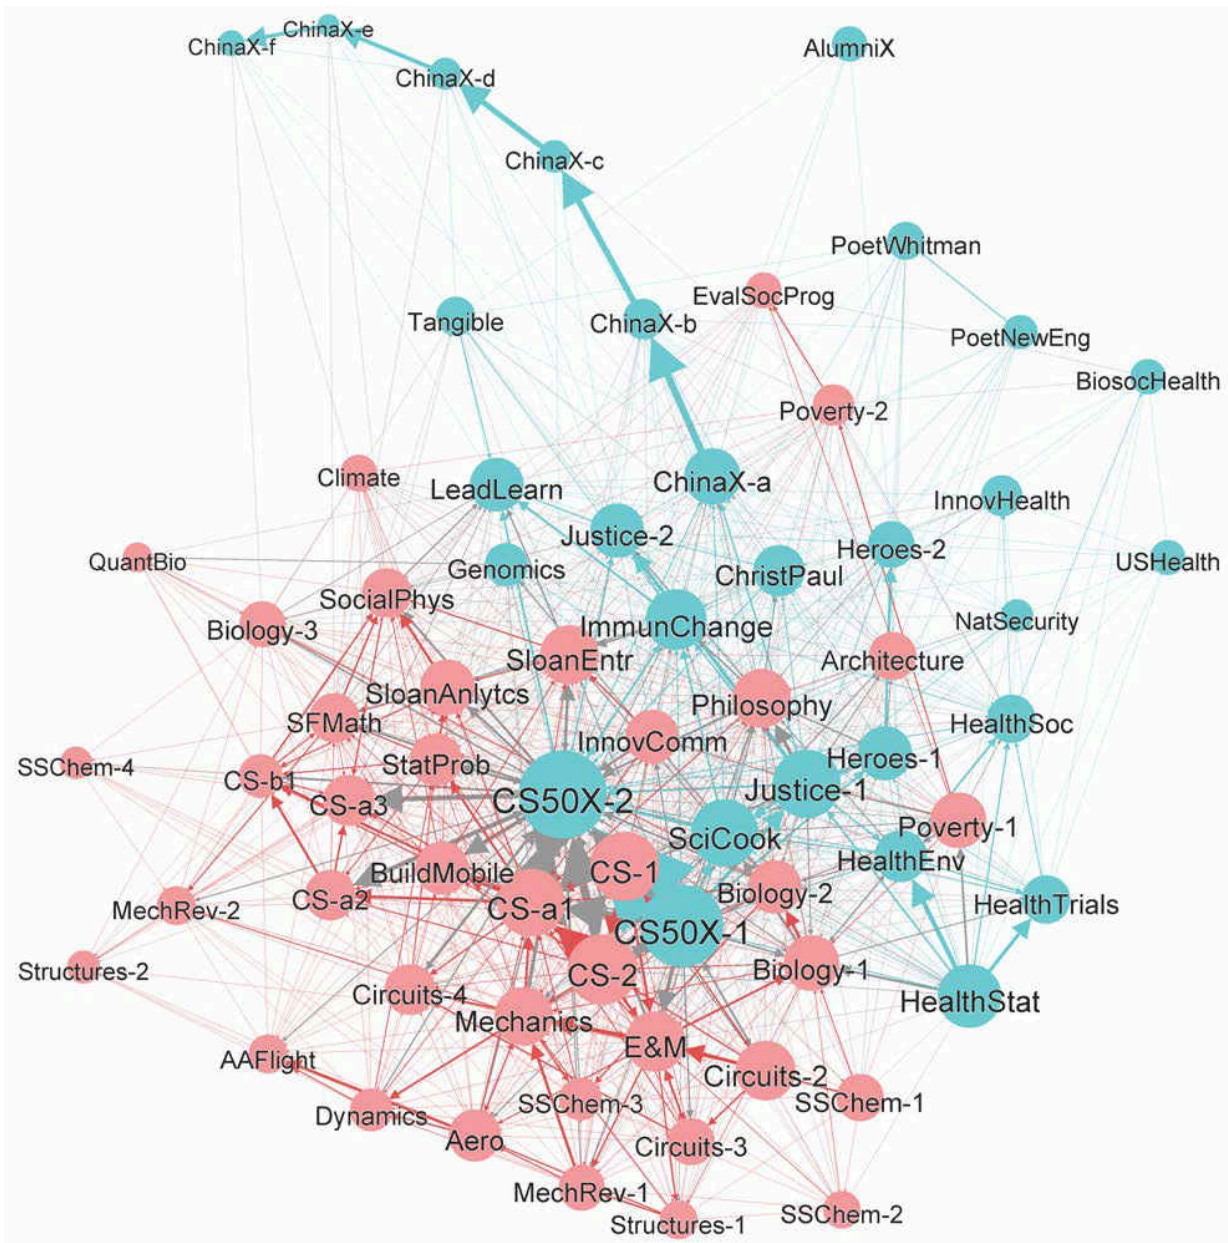 ChinaX-e
ChinaX-f
AlumniX
ChinaX-d
ChinaX-c
PoetWhitman
EvalSocProg
Tangible
ChinaX-b
PoetNewEng
BiosocHealth
Poverty-2
Climate
LeadLearn
ChinaX-a
InnovHealth
Justice-2
Heroes-2
QuantBio
Genomics
ChristPaul
USHealth
SocialPhys
Biology-3
ImmunChange
NatSecurity
SloanEntr
Architecture
SloanAnlytcs
Philosophy
SFMath
HealthSoc
InnovComm
SSChem-4
StatProb
Heroes-1
CS-b1
CS50X-2
Justice-1
CS-a3
SciCook
Poverty-1
HealthEnv
BuildMobile
CS-1
Biology-2
CS-a2
MechRev-2
CS-a1
HealthTrials
CS50X-1
Structures-2
CS-2
Biology-1
Circuits-4
HealthStat
Mechanics
E&M
AAFlight
Circuits-2
SSChem-3
SSChem-1
Dynamics
Aero
Circuits-3
MechRev-1
SSChem-2
Structures-1